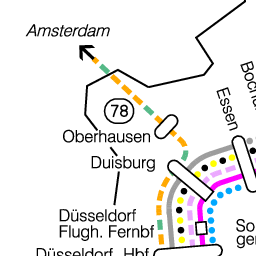 Amsterdam
78
Oberhausen
Duisburg
Essen
Düsseldorf
Flugh. Fernbf
Düsseldorf Hbf